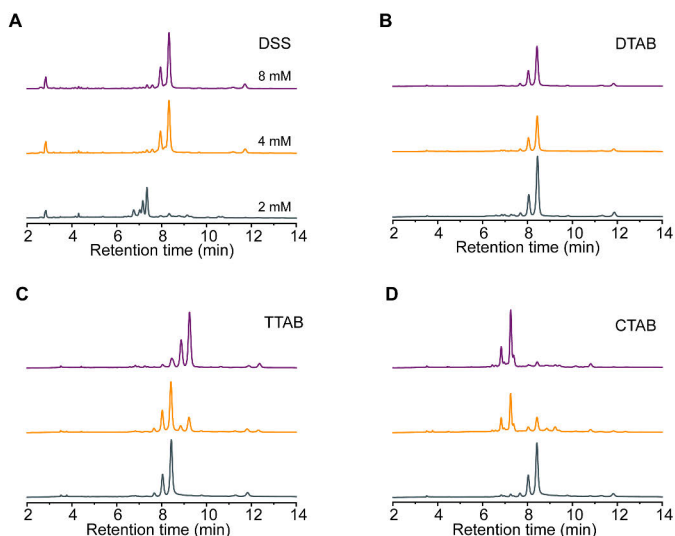 A
DSS
8 mM
4 mM
2 mM
2 4 6 8 10 12 14
Retention time (min)
B
DTAB
2 4 6 8 10 12 14
Retention time (min)
C
TTAB
2 4 6 8 10 12 14
Retention time (min)
D
CTAB
2 4 6 8 10 12 14
Retention time (min)